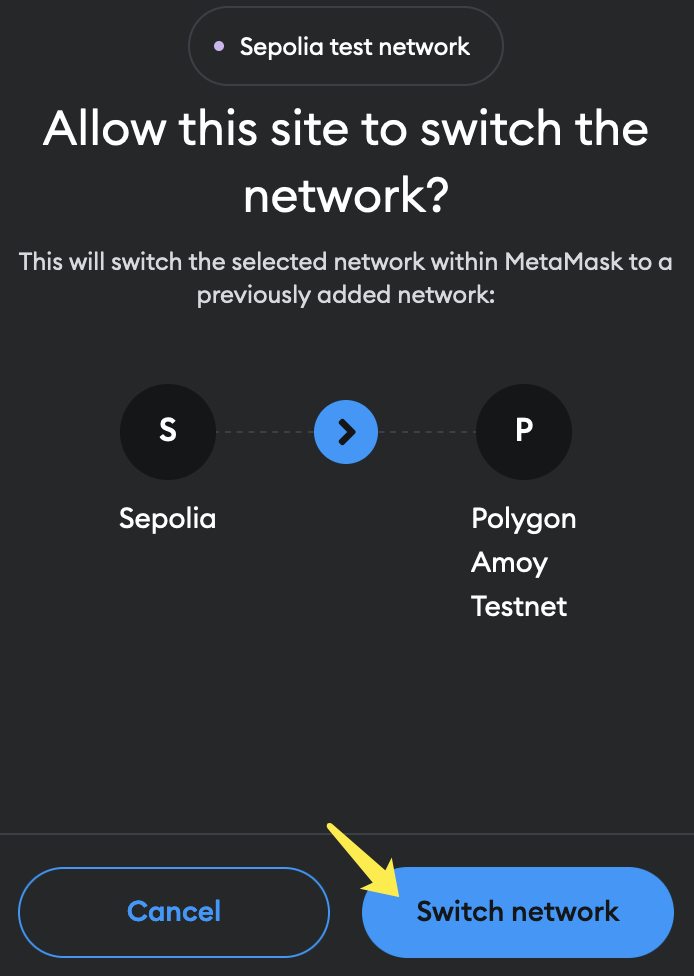 Sepolia test network
Allow this site to switch the
network?
This will switch the selected network within MetaMask to a
previously added network:
S
P
Sepolia
Polygon
Amoy
Testnet
Cancel
Switch network